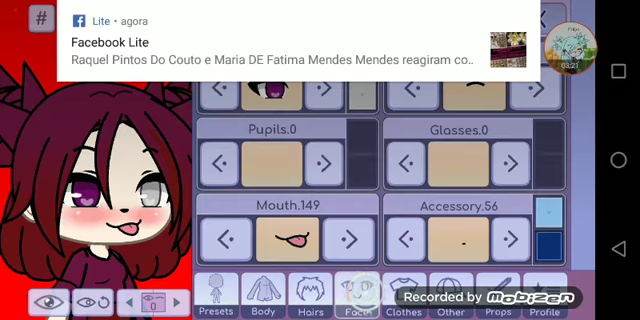 #
Lite • agora
Facebook Lite
Raquel Pintos Do Couto e Maria DE Fatima Mendes Mendes reagiram co..
03:21
Pupils.0
Glasses.0
Mouth.149
Accessory.56
0
Presets
Body
Hairs
Face
Clothes
Other
Props
Profile
Recorded by Mobizen